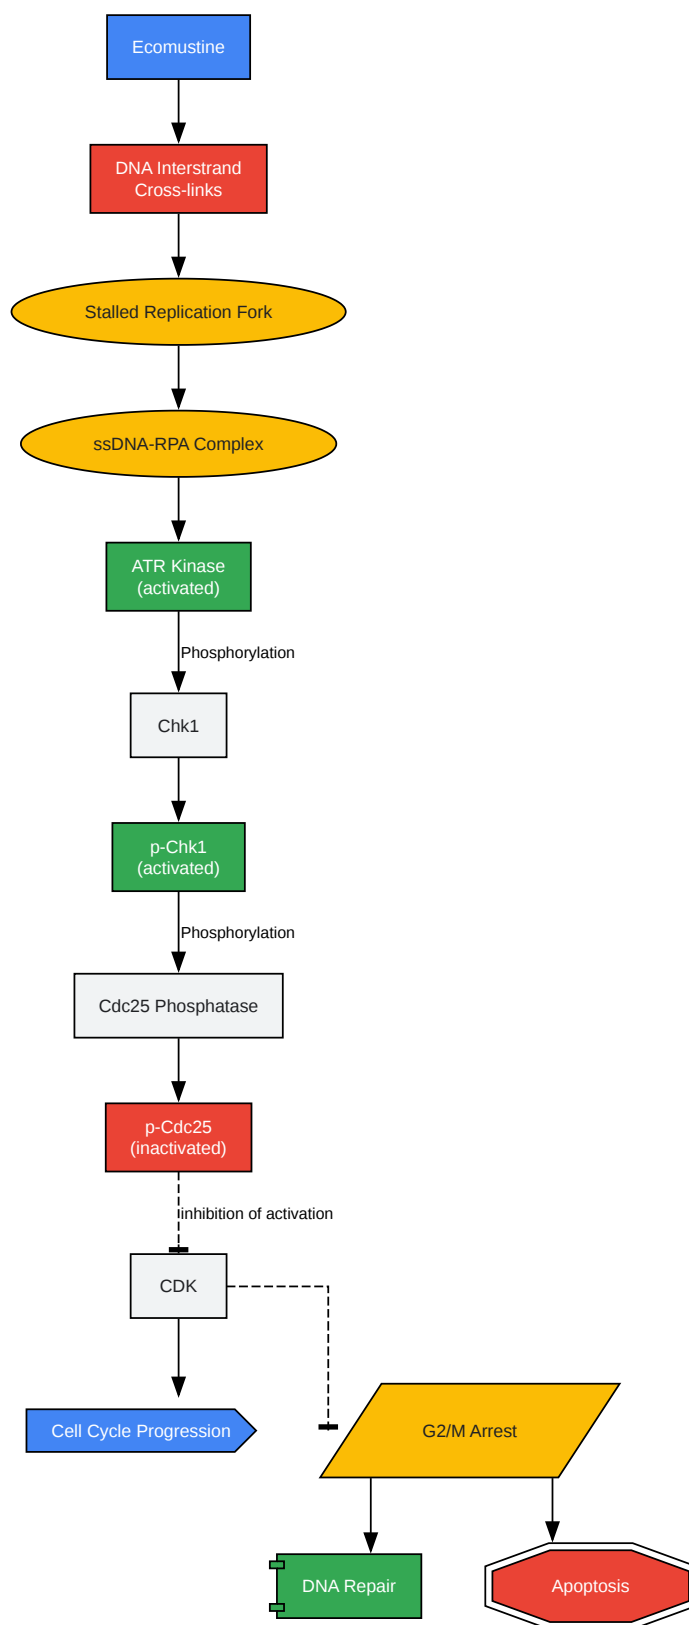 Ecomustine
DNA Interstrand
Cross-links
Stalled Replication Fork
ssDNA-RPA Complex
ATR Kinase
(activated)
Phosphorylation
Chk1
p-Chk1
(activated)
Phosphorylation
Cdc25 Phosphatase
p-Cdc25
(inactivated)
inhibition of activation
CDK
Cell Cycle Progression
G2/M Arrest
DNA Repair
Apoptosis